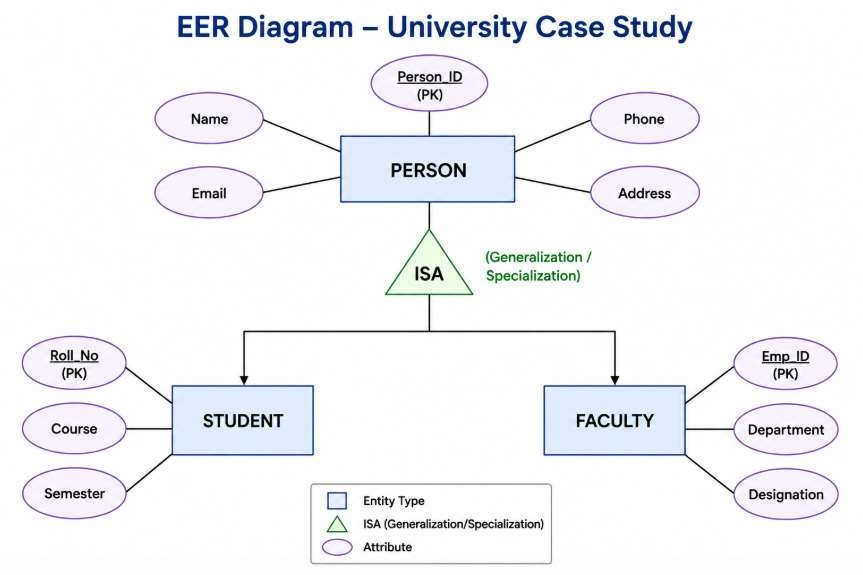 EER Diagram – University Case Study
Person_ID
(PK)
Name
Phone
Email
Address
PERSON
ISA
(Generalization /
Specialization)
Roll_No
(PK)
Course
Semester
STUDENT
FACULTY
Emp_ID
(PK)
Department
Designation
Entity Type
ISA (Generalization/Specialization)
Attribute